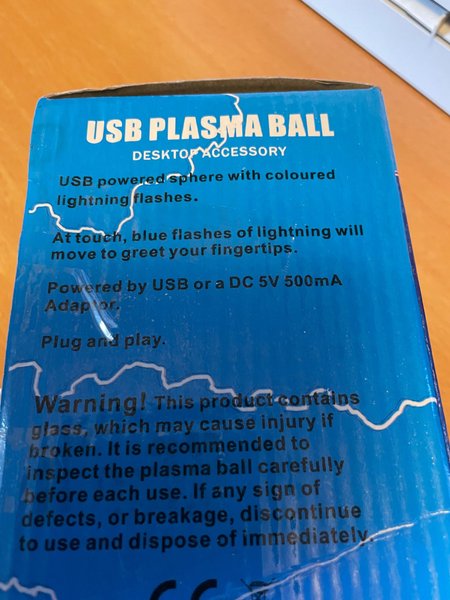 USB PLASMA BALL
DESKTOP ACCESSORY
USB powered sphere with coloured
lightning flashes.
At touch, blue flashes of lightning will
move to greet your fingertips.
Powered by USB or a DC 5V 500mA
Adaptor.
Plug and play.
Warning! This product contains
glass, which may cause injury if
broken. It is recommended to
inspect the plasma ball carefully
before each use. If any sign of
defects, or breakage, discontinue
to use and dispose of immediately.
CE